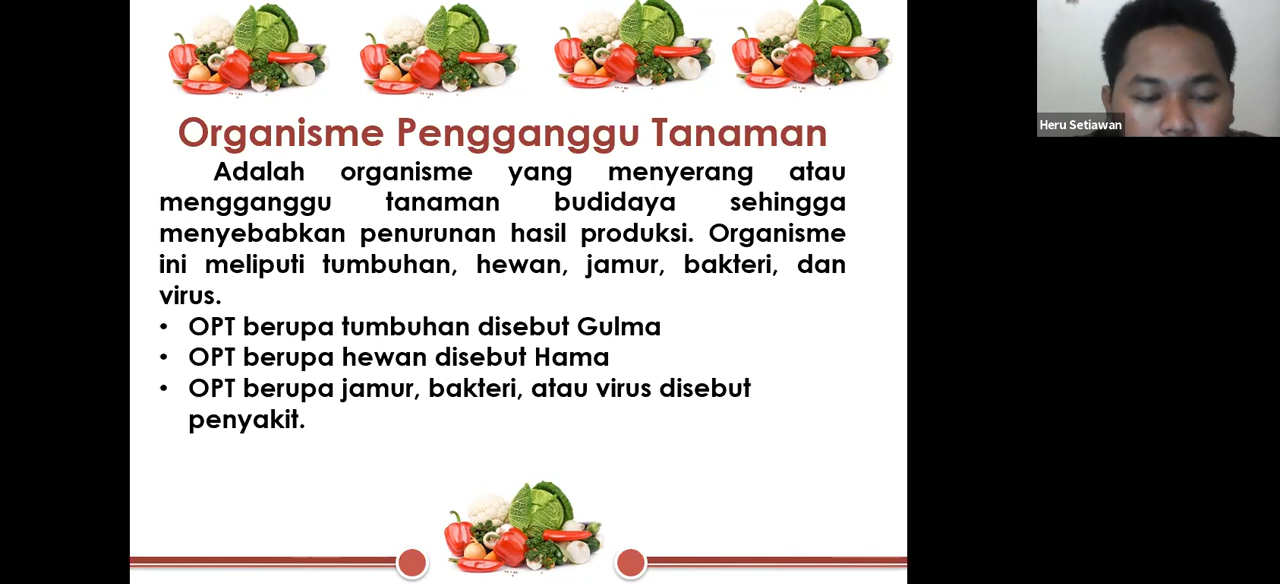 Organisme Pengganggu Tanaman
Adalah organisme yang menyerang atau
mengganggu tanaman budidaya sehingga
menyebabkan penurunan hasil produksi. Organisme
ini meliputi tumbuhan, hewan, jamur, bakteri, dan
virus.
• OPT berupa tumbuhan disebut Gulma
• OPT berupa hewan disebut Hama
• OPT berupa jamur, bakteri, atau virus disebut
penyakit.
Heru Setiawan